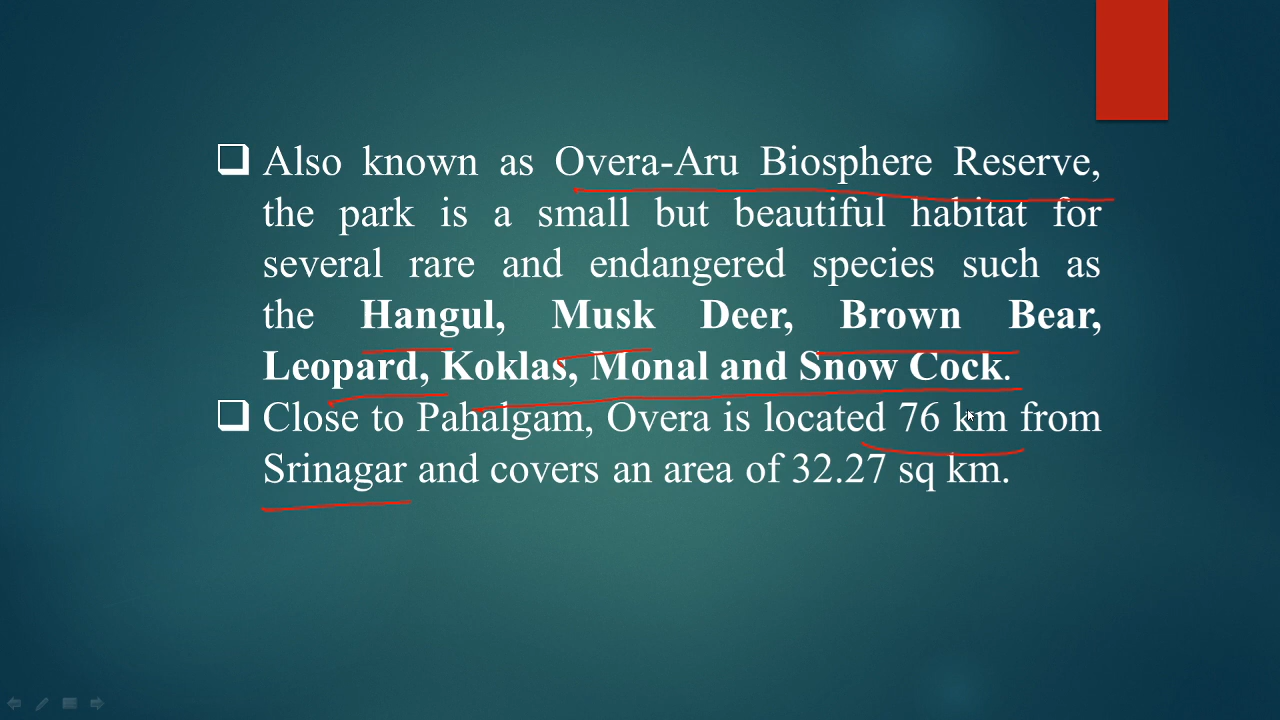 Also known as Overa-Aru Biosphere Reserve,
the park is a small but beautiful habitat for
several rare and endangered species such as
the Hangul, Musk Deer, Brown Bear,
Leopard, Koklas, Monal and Snow Cock.
Close to Pahalgam, Overa is located 76 km from
Srinagar and covers an area of 32.27 sq km.